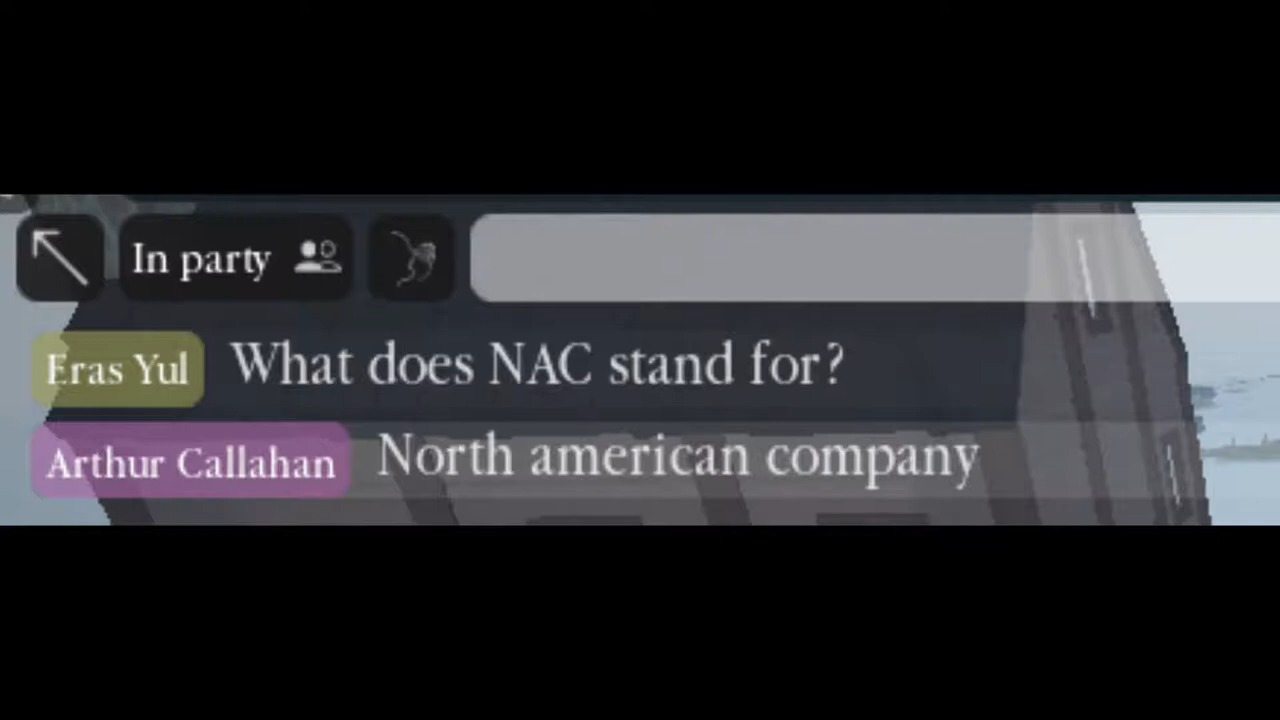 In party
Eras Yul What does NAC stand for?
Arthur Callahan North american company